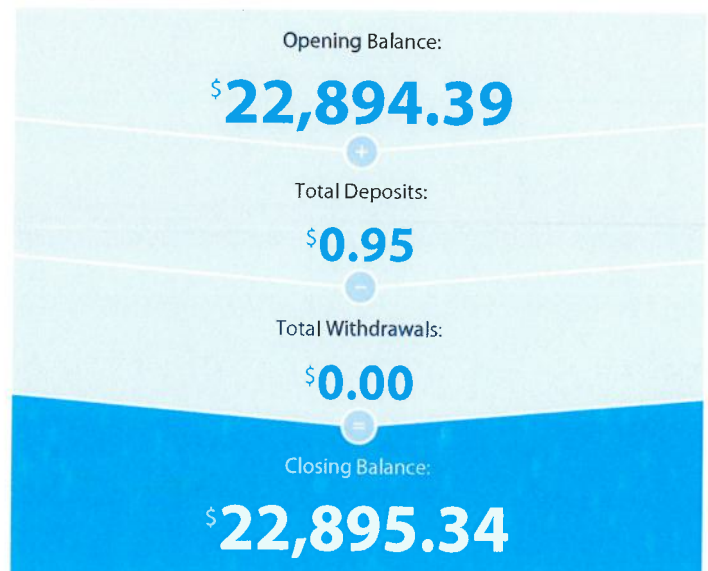 Opening Balance:
$22,894.39
+
Total Deposits:
$0.95
-
Total Withdrawals:
$0.00
=
Closing Balance:
$22,895.34